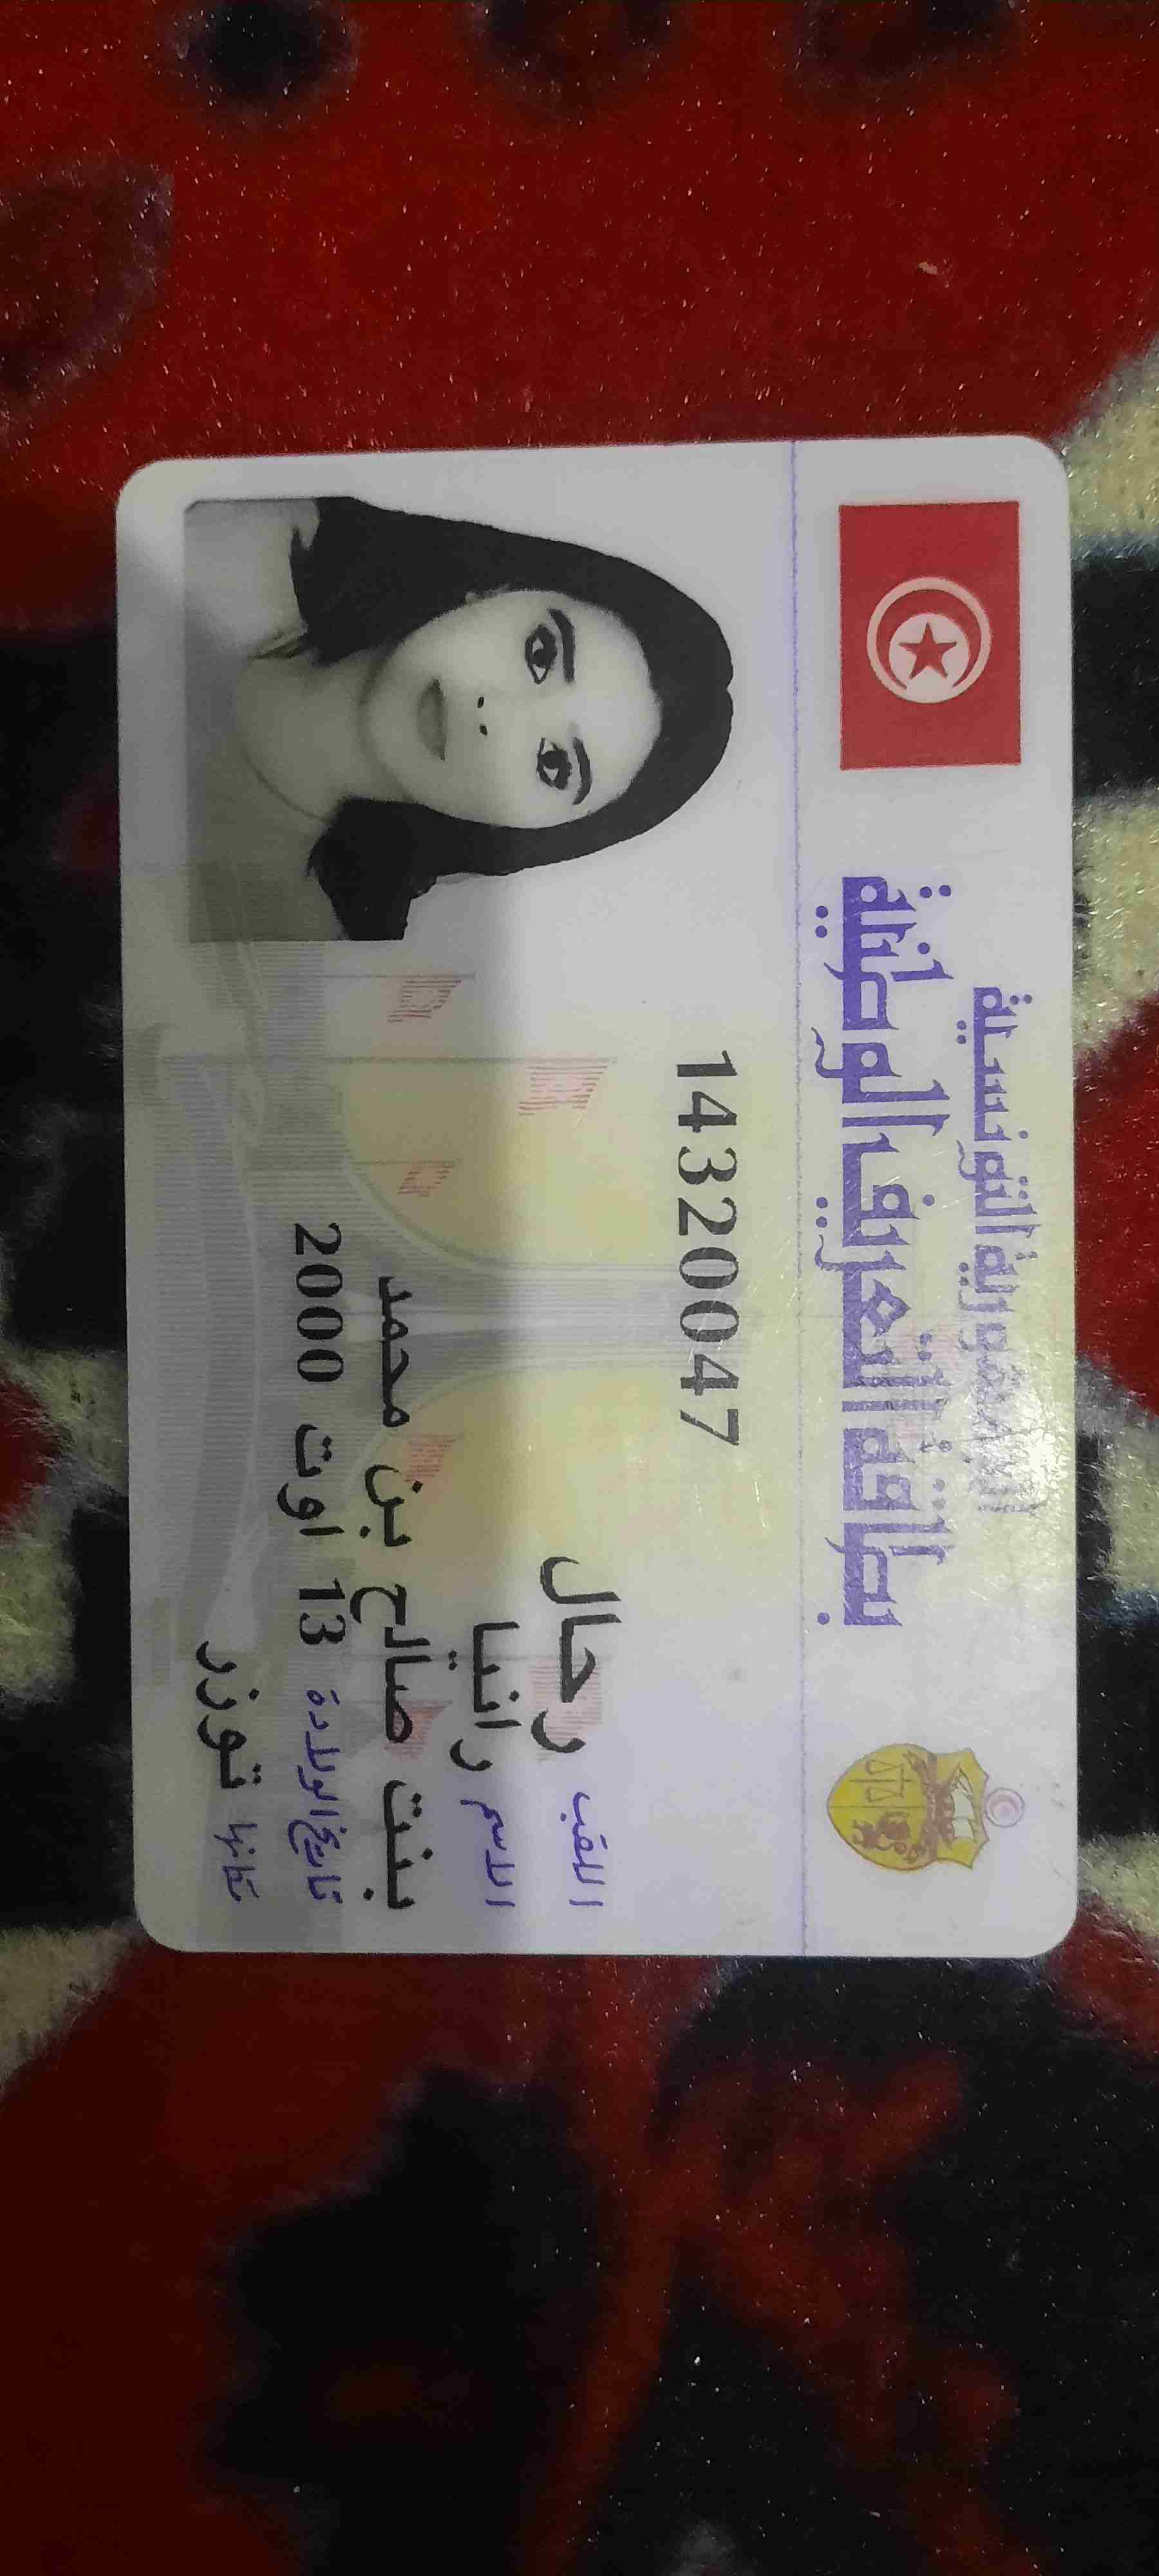 الجمهورية التونسية
بطاقة التعريف الوطنية
14320047
اللقب رحال
الاسم رانيا
بنت صالح بن محمد
تاريخ الولادة 13 اوت 2000
مكانها توزر